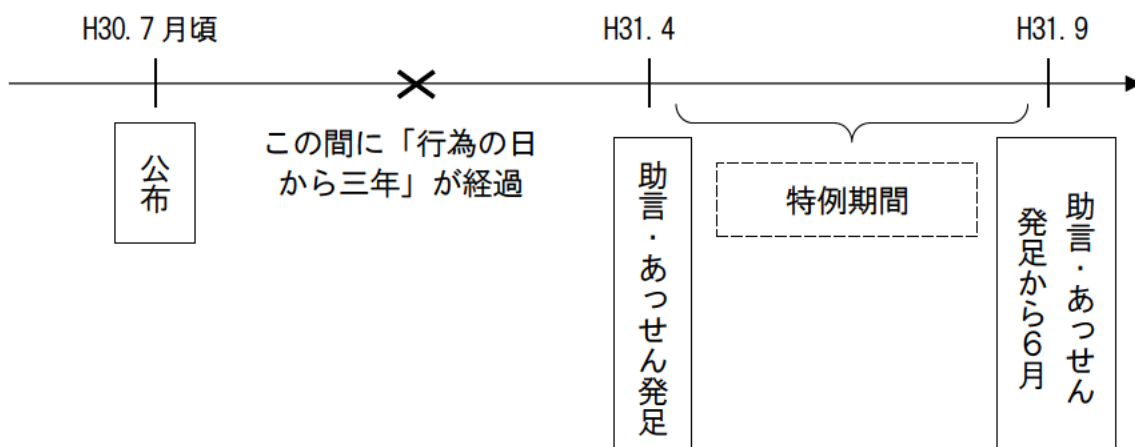 H30.7月頃
H31.4
H31.9
公布
この間に「行為の日
から三年」が経過
助言・あっせん発足
特例期間
助言・あっせん
発足から6月